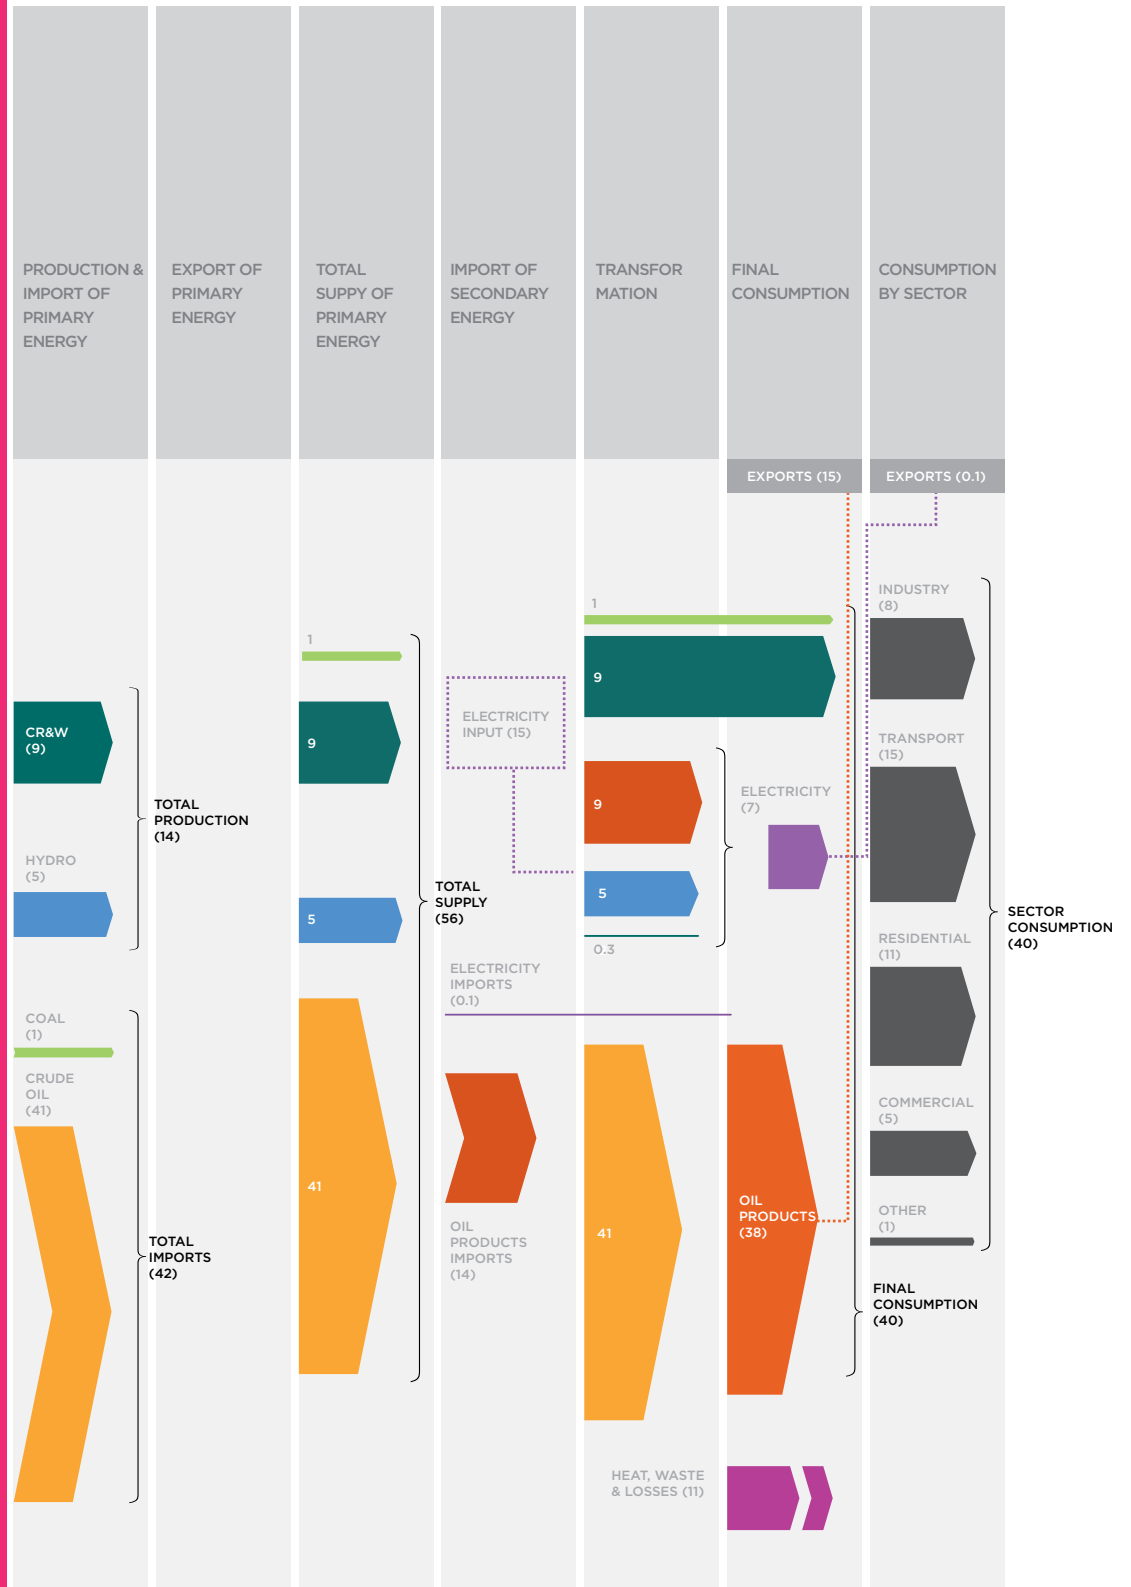 PRODUCTION &
IMPORT OF
PRIMARY
ENERGY
EXPORT OF
PRIMARY
ENERGY
TOTAL
SUPPY OF
PRIMARY
ENERGY
IMPORT OF
SECONDARY
ENERGY
TRANSFOR
MATION
FINAL
CONSUMPTION
CONSUMPTION
BY SECTOR
EXPORTS (15)
EXPORTS (0.1)
CR&W
(9)
HYDRO
(5)
TOTAL
PRODUCTION
(14)
COAL
(1)
CRUDE
OIL
(41)
TOTAL
IMPORTS
(42)
1
9
5
41
TOTAL
SUPPLY
(56)
ELECTRICITY
INPUT (15)
ELECTRICITY
IMPORTS
(0.1)
OIL
PRODUCTS
IMPORTS
(14)
1
9
9
5
0.3
41
HEAT, WASTE
& LOSSES (11)
ELECTRICITY
(7)
OIL
PRODUCTS
(38)
FINAL
CONSUMPTION
(40)
INDUSTRY
(8)
TRANSPORT
(15)
RESIDENTIAL
(11)
COMMERCIAL
(5)
OTHER
(1)
SECTOR
CONSUMPTION
(40)